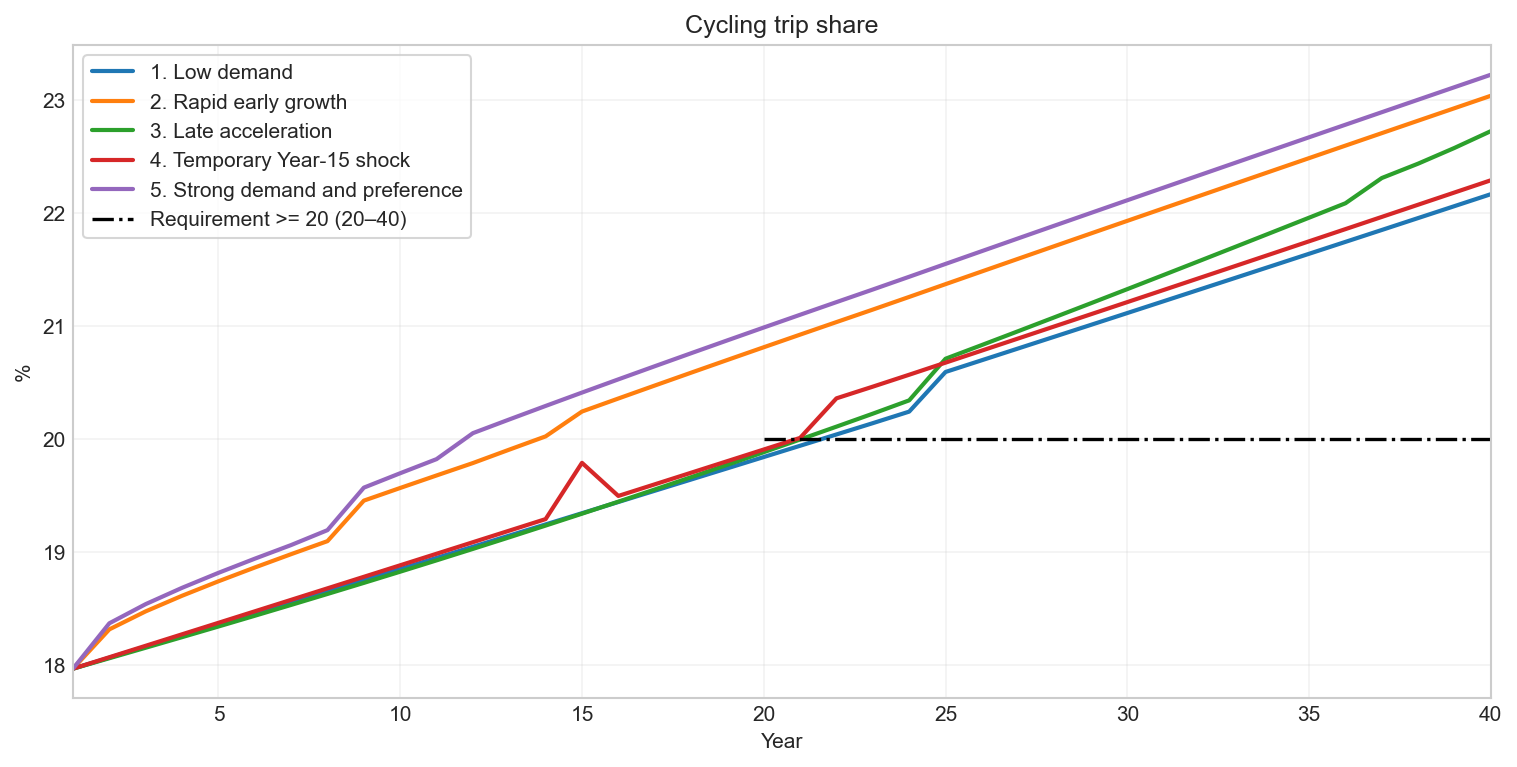 Cycling trip share
1. Low demand
2. Rapid early growth
3. Late acceleration
4. Temporary Year-15 shock
5. Strong demand and preference
Requirement >= 20 (20–40)
%
23
22
21
20
19
18
5 10 15 20 25 30 35 40
Year